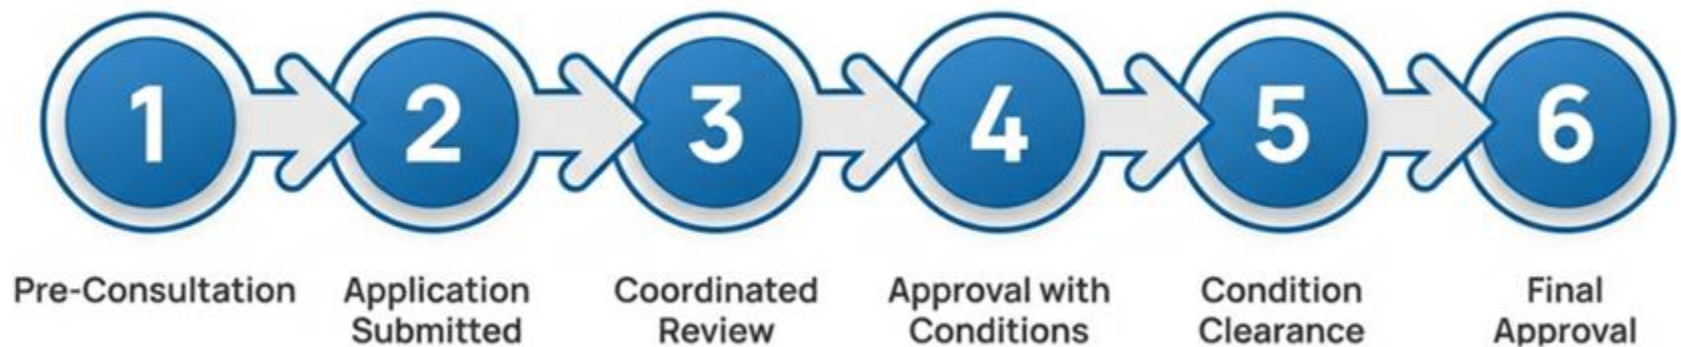 1
2
3
4
5
6
Pre-Consultation
Application
Submitted
Coordinated
Review
Approval with
Conditions
Condition
Clearance
Final
Approval